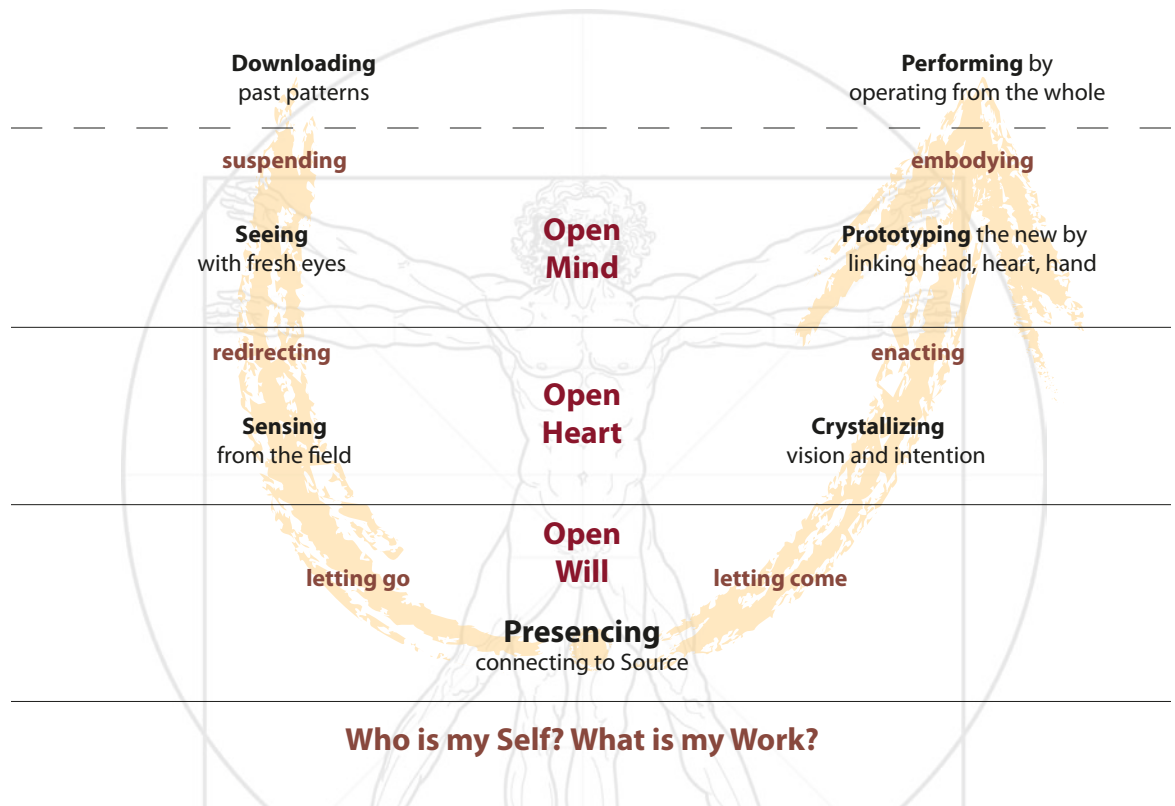 Downloading
past patterns
Performing by
operating from the whole
suspending
embodying
Seeing
with fresh eyes
Open
Mind
Prototyping the new by
linking head, heart, hand
redirecting
enacting
Sensing
from the field
Open
Heart
Crystallizing
vision and intention
Open
Will
letting go
letting come
Presencing
connecting to Source
Who is my Self? What is my Work?